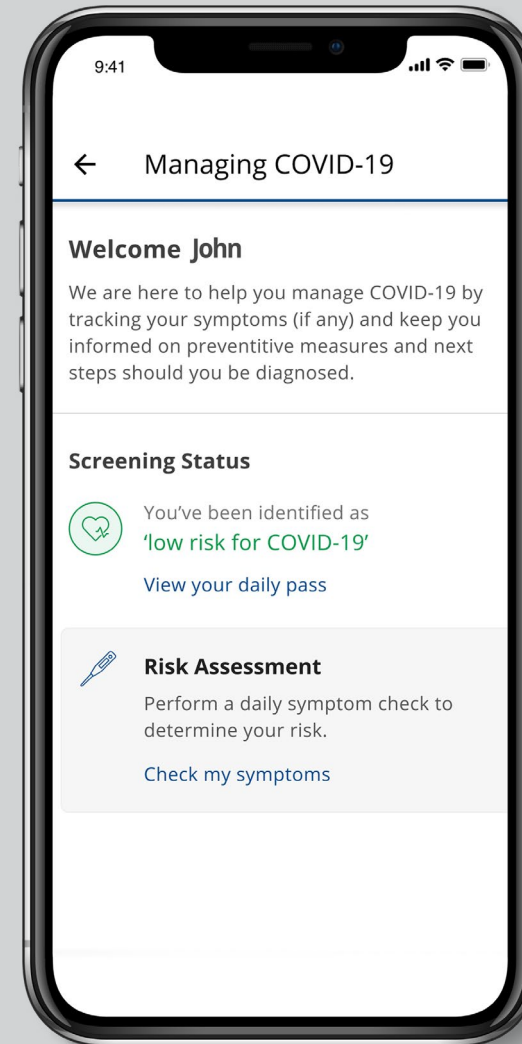 9:41
Managing COVID-19
Welcome John
We are here to help you manage COVID-19 by
tracking your symptoms (if any) and keep you
informed on preventitive measures and next
steps should you be diagnosed.
Screening Status
You’ve been identified as
‘low risk for COVID-19’
View your daily pass
Risk Assessment
Perform a daily symptom check to
determine your risk.
Check my symptoms